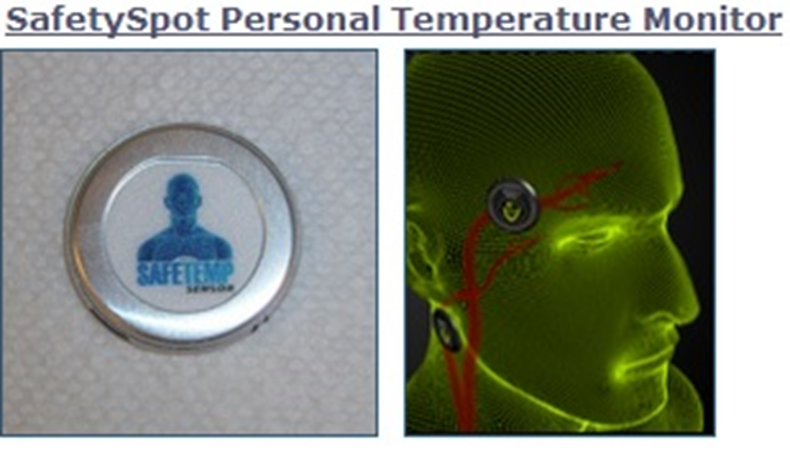 SafetySpot Personal Temperature Monitor
SAFETEMP
SENSOR